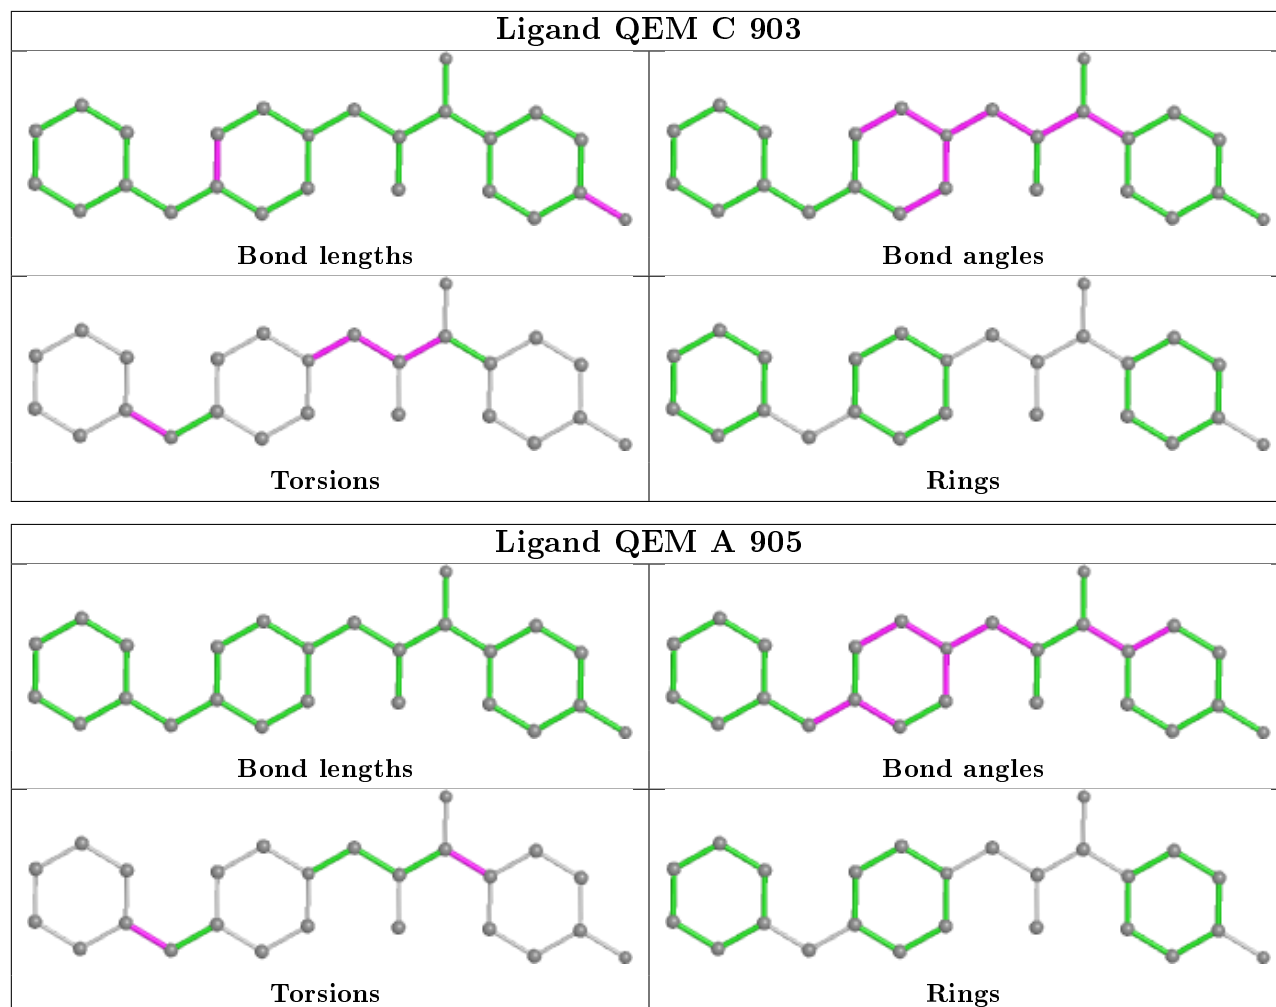 Ligand QEM C 903
Bond lengths
Bond angles
Torsions
Rings
Ligand QEM A 905
Bond lengths
Bond angles
Torsions
Rings